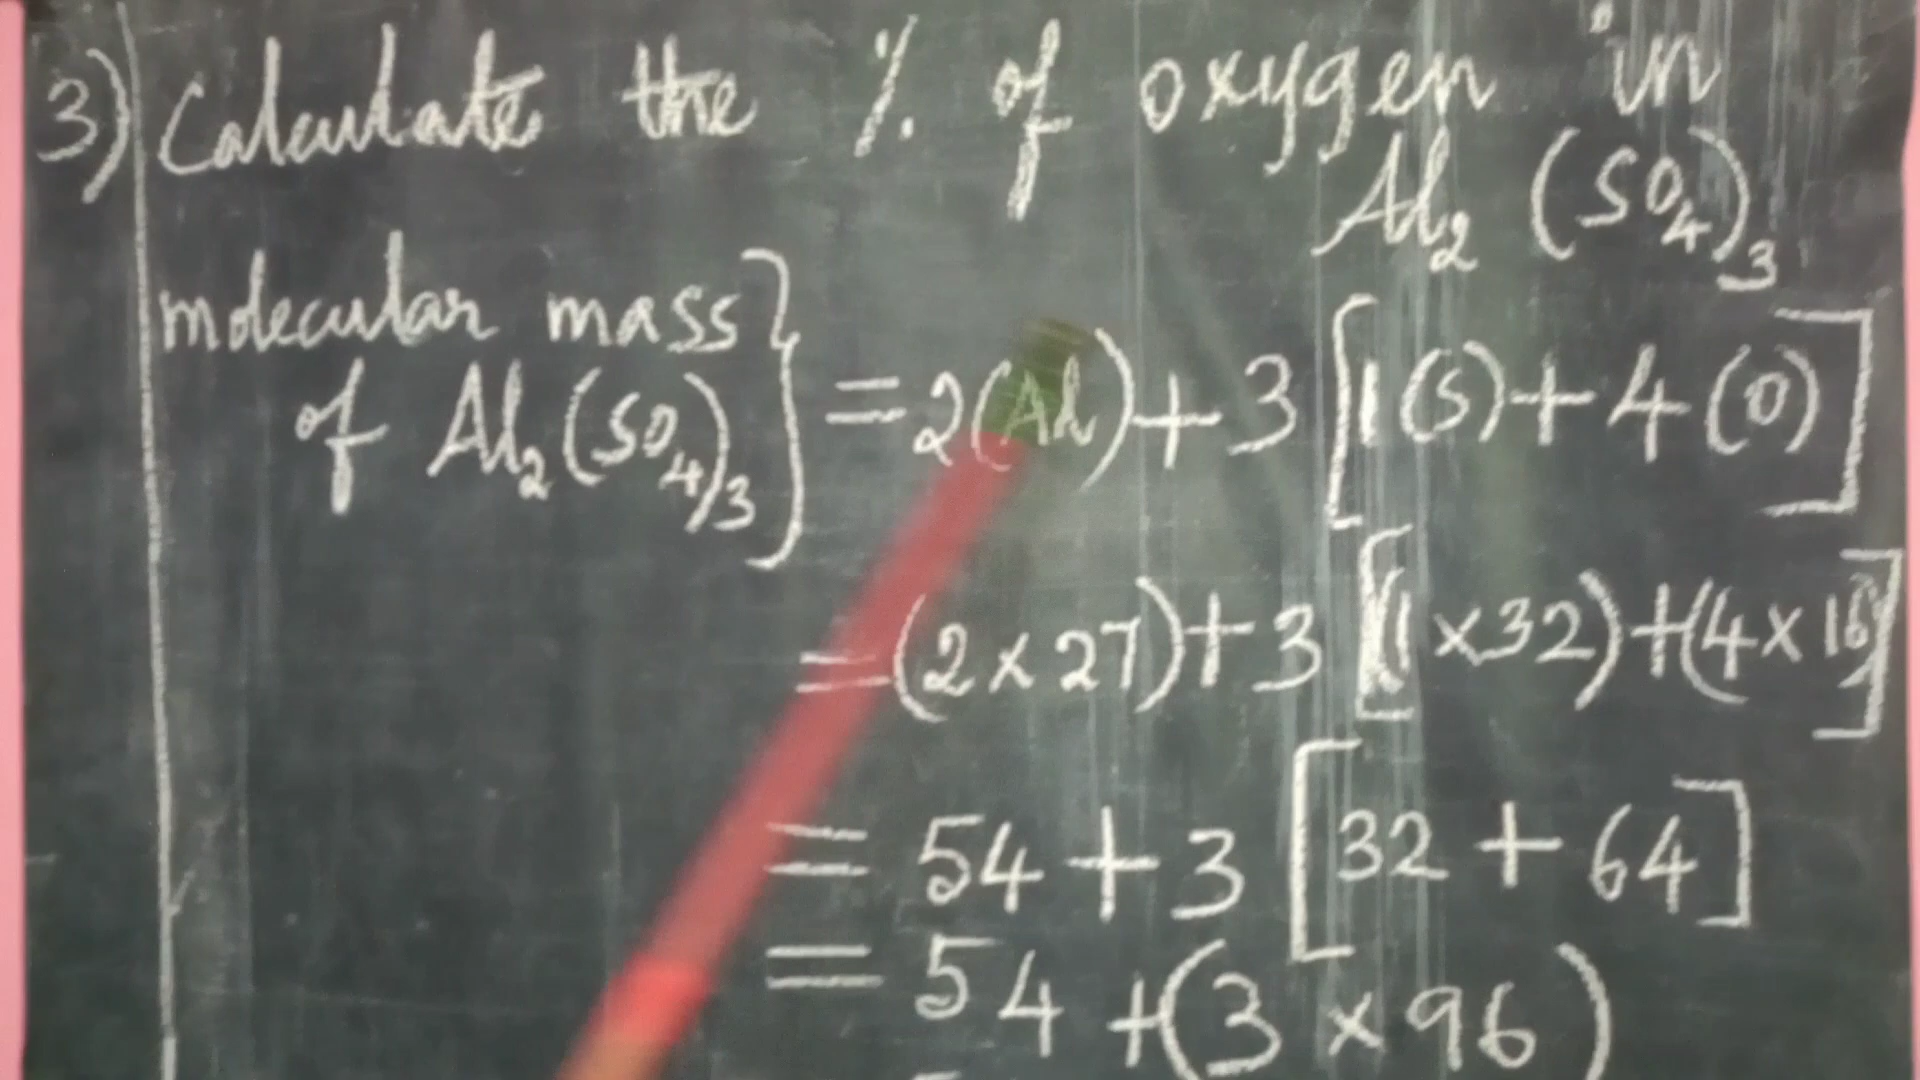 3) Calculate the % of oxygen in
Al₂ (SO₄)₃
molecular mass
of Al₂(SO₄)₃ } = 2(Al) + 3 [1(S) + 4(O)]
= (2 × 27) + 3 [(1 × 32) + (4 × 16)]
= 54 + 3 [32 + 64]
= 54 + (3 × 96)